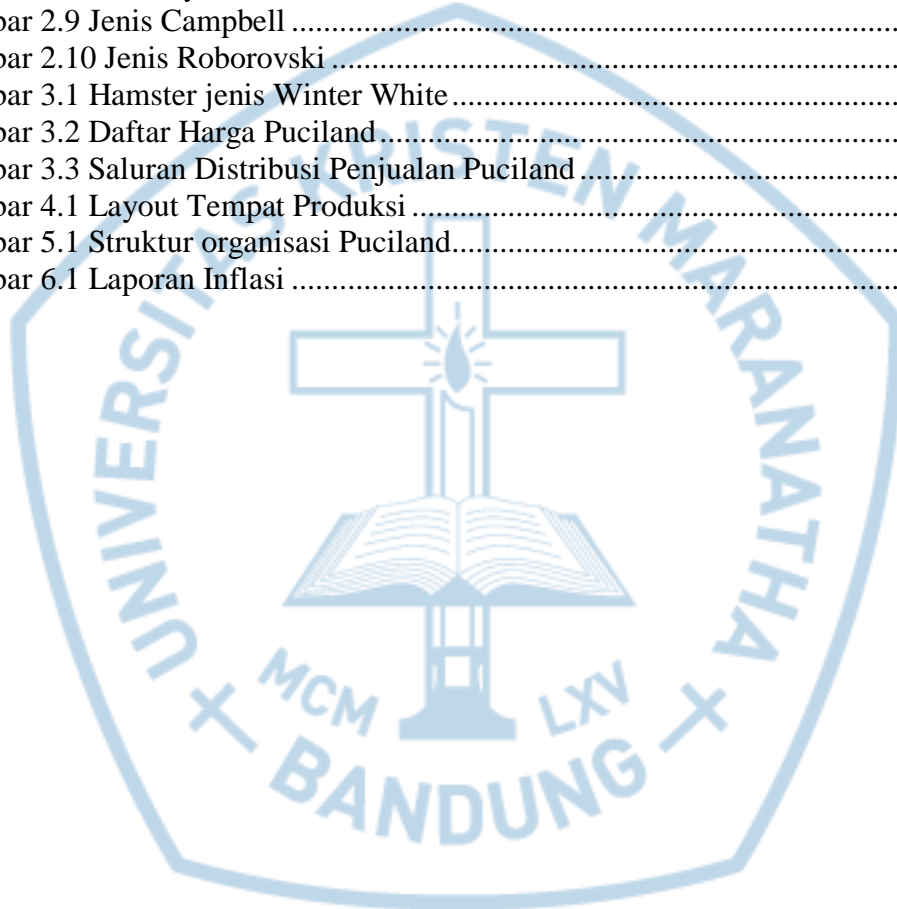 bar 2.9 Jenis Campbell
bar 2.10 Jenis Roborovski
bar 3.1 Hamster jenis Winter White
bar 3.2 Daftar Harga Puciland
bar 3.3 Saluran Distribusi Penjualan Puciland
bar 4.1 Layout Tempat Produksi
bar 5.1 Struktur organisasi Puciland
bar 6.1 Laporan Inflasi
UNIVERSITAS KRISTEN MARANATHA
MCM LXV
BANDUNG